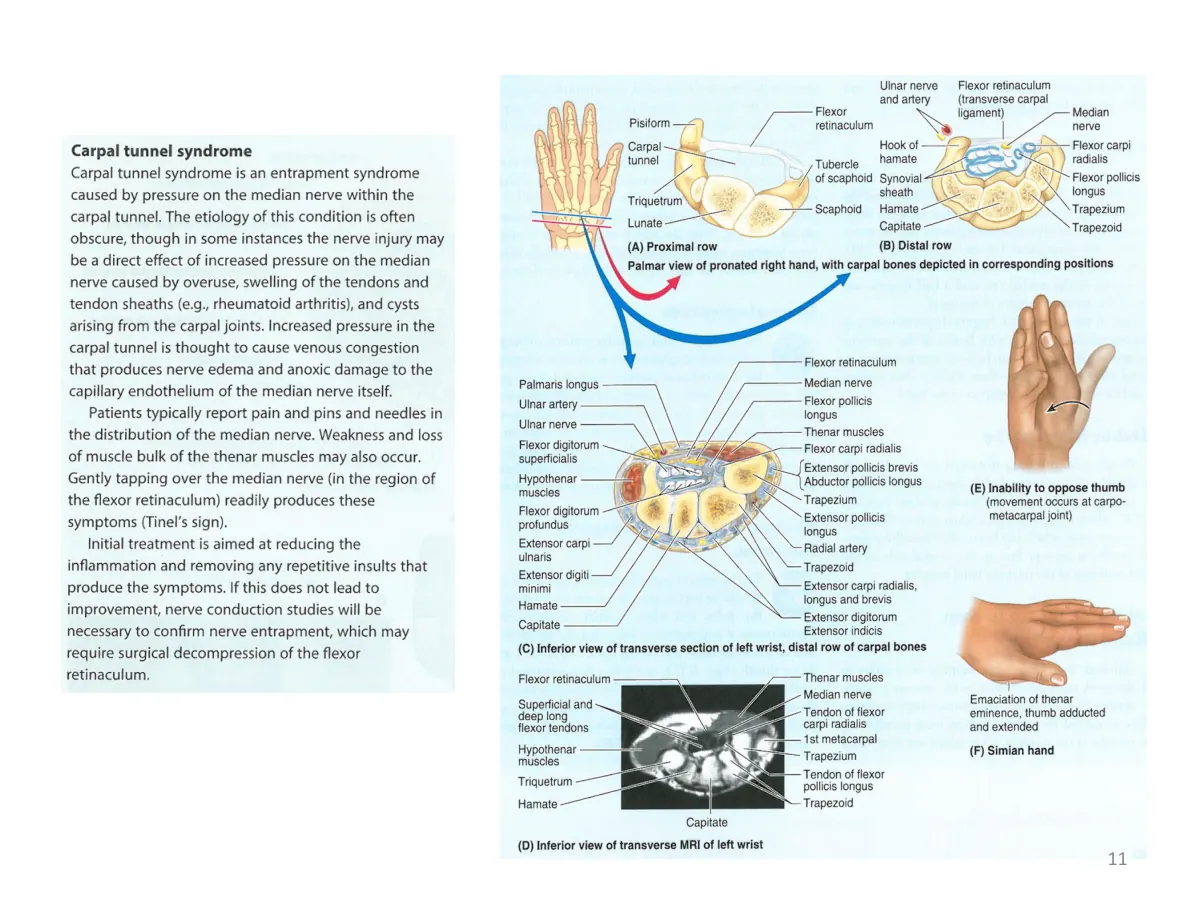 Carpal tunnel syndrome
Carpal tunnel syndrome is an entrapment syndrome
caused by pressure on the median nerve within the
carpal tunnel. The etiology of this condition is often
obscure, though in some instances the nerve injury may
be a direct effect of increased pressure on the median
nerve caused by overuse, swelling of the tendons and
tendon sheaths (e.g., rheumatoid arthritis), and cysts
arising from the carpal joints. Increased pressure in the
carpal tunnel is thought to cause venous congestion
that produces nerve edema and anoxic damage to the
capillary endothelium of the median nerve itself.
Patients typically report pain and pins and needles in
the distribution of the median nerve. Weakness and loss
of muscle bulk of the thenar muscles may also occur.
Gently tapping over the median nerve (in the region of
the flexor retinaculum) readily produces these
symptoms (Tinel's sign).
Initial treatment is aimed at reducing the
inflammation and removing any repetitive insults that
produce the symptoms. If this does not lead to
improvement, nerve conduction studies will be
necessary to confirm nerve entrapment, which may
require surgical decompression of the flexor
retinaculum.
Pisiform
Carpal
tunnel
Triquetrum
Lunate
Flexor
retinaculum
Tubercle
of scaphoid
Scaphoid
(A) Proximal row
Ulnar nerve
and artery
Flexor retinaculum
(transverse carpal
ligament)
Median
nerve
Hook of
hamate
Synovial
sheath
Hamate
Capitate
Flexor carpi
radialis
Flexor pollicis
longus
Trapezium
Trapezoid
(B) Distal row
Palmar view of pronated right hand, with carpal bones depicted in corresponding positions
Palmaris longus
Ulnar artery
Ulnar nerve
Flexor digitorum
superficialis
Hypothenar
muscles
Flexor digitorum
profundus
Extensor carpi
ulnaris
Extensor digiti
minimi
Hamate
Capitate
Flexor retinaculum
Median nerve
Flexor pollicis
longus
Thenar muscles
Flexor carpi radialis
Extensor pollicis brevis
Abductor pollicis longus
Trapezium
Extensor pollicis
longus
Radial artery
Trapezoid
Extensor carpi radialis,
longus and brevis
Extensor digitorum
Extensor indicis
(C) Inferior view of transverse section of left wrist, distal row of carpal bones
Flexor retinaculum
Superficial and
deep long
flexor tendons
Hypothenar
muscles
Triquetrum
Hamate
Capitate
Thenar muscles
Median nerve
Tendon of flexor
carpi radialis
1st metacarpal
Trapezium
Tendon of flexor
pollicis longus
Trapezoid
(D) Inferior view of transverse MRI of left wrist
(E) Inability to oppose thumb
(movement occurs at carpo-
metacarpal joint)
Emaciation of thenar
eminence, thumb adducted
and extended
(F) Simian hand
11